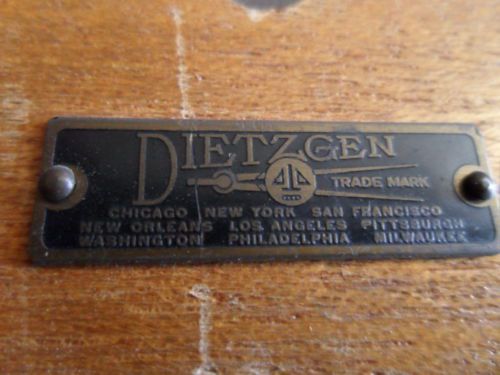 DIETZGEN
TRADE MARK
CHICAGO NEW YORK SAN FRANCISCO
NEW ORLEANS LOS ANGELES PITTSBURGH
WASHINGTON PHILADELPHIA MILWAUKEE